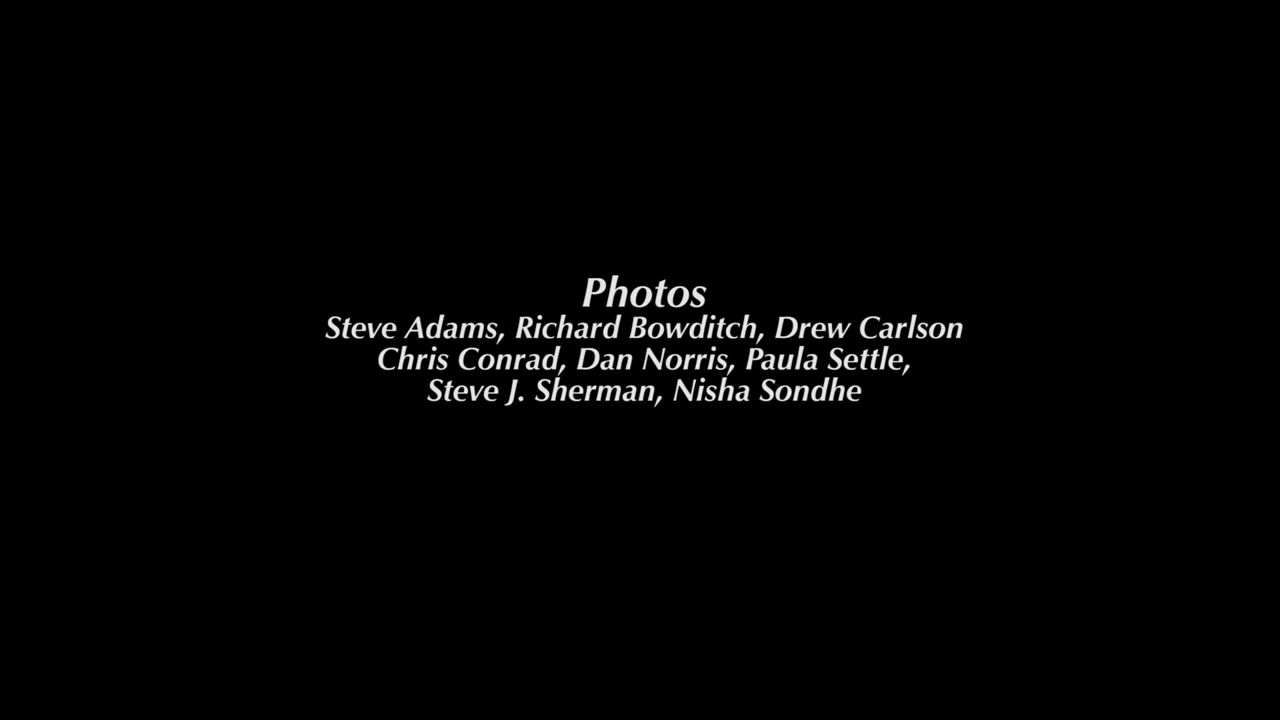 Photos
Steve Adams, Richard Bowditch, Drew Carlson
Chris Conrad, Dan Norris, Paula Settle,
Steve J. Sherman, Nisha Sondhe